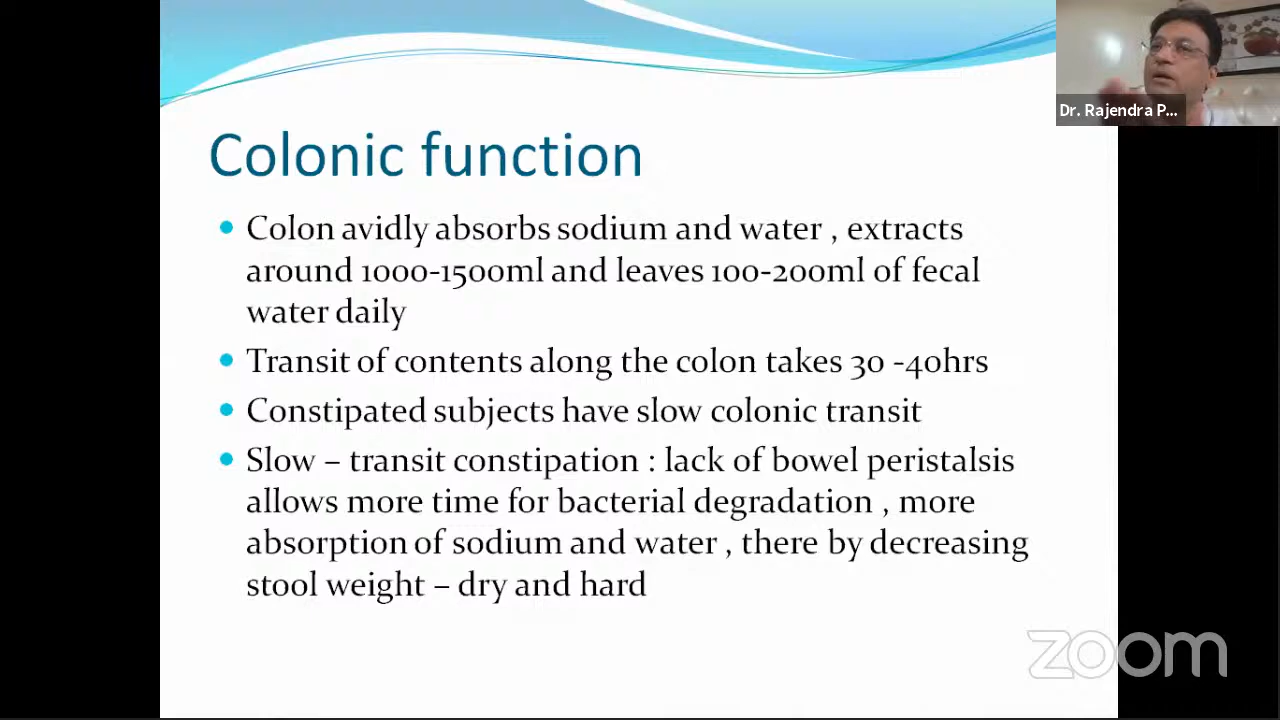 Dr. Rajendra P...
Colonic function
Colon avidly absorbs sodium and water , extracts
around 1000-1500ml and leaves 100-200ml of fecal
water daily
Transit of contents along the colon takes 30 -40hrs
Constipated subjects have slow colonic transit
Slow – transit constipation : lack of bowel peristalsis
allows more time for bacterial degradation , more
absorption of sodium and water , there by decreasing
stool weight – dry and hard
zoom